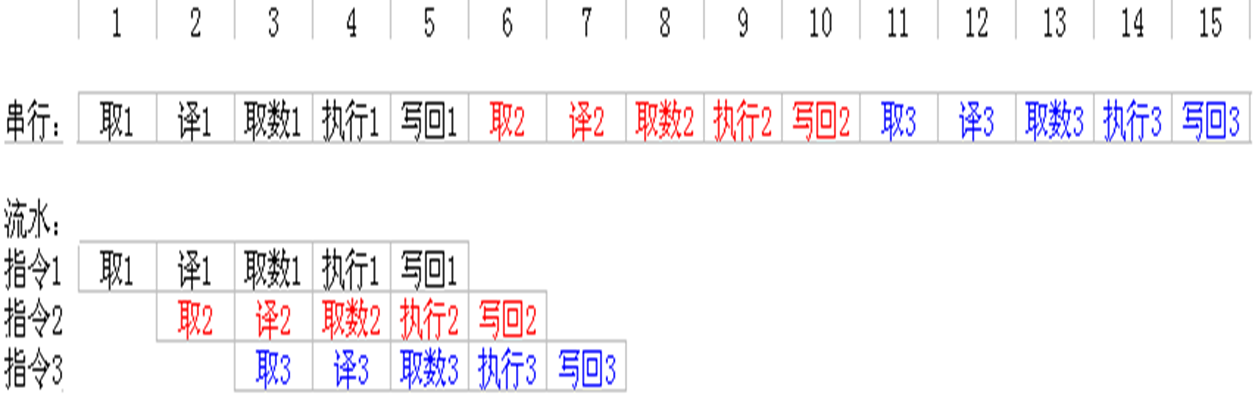 1 2 3 4 5 6 7 8 9 10 11 12 13 14 15
串行: 取1 译1 取数1 执行1 写回1 取2 译2 取数2 执行2 写回2 取3 译3 取数3 执行3 写回3
流水:
指令1 取1 译1 取数1 执行1 写回1
指令2 取2 译2 取数2 执行2 写回2
指令3 取3 译3 取数3 执行3 写回3